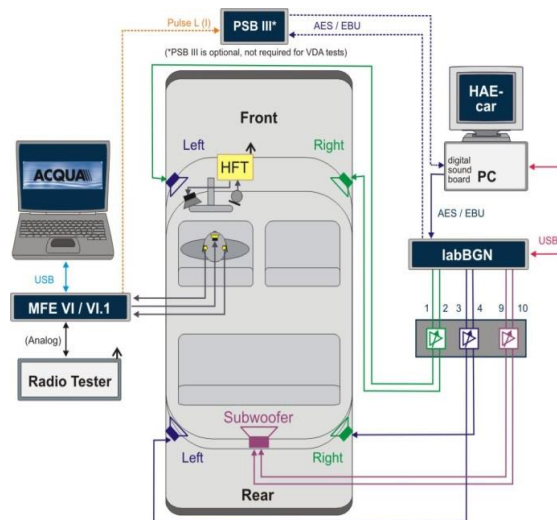 Pulse L (I)
PSB III*
AES / EBU
(*PSB III is optional, not required for VDA tests)
HAE-
car
Front
Left
Right
HFT
ACQUA
digital
sound
board
PC
AES / EBU
USB
labBGN
USB
MFE VI / VI.1
1 2 3 4 9 10
(Analog)
Radio Tester
Subwoofer
Left
Right
Rear